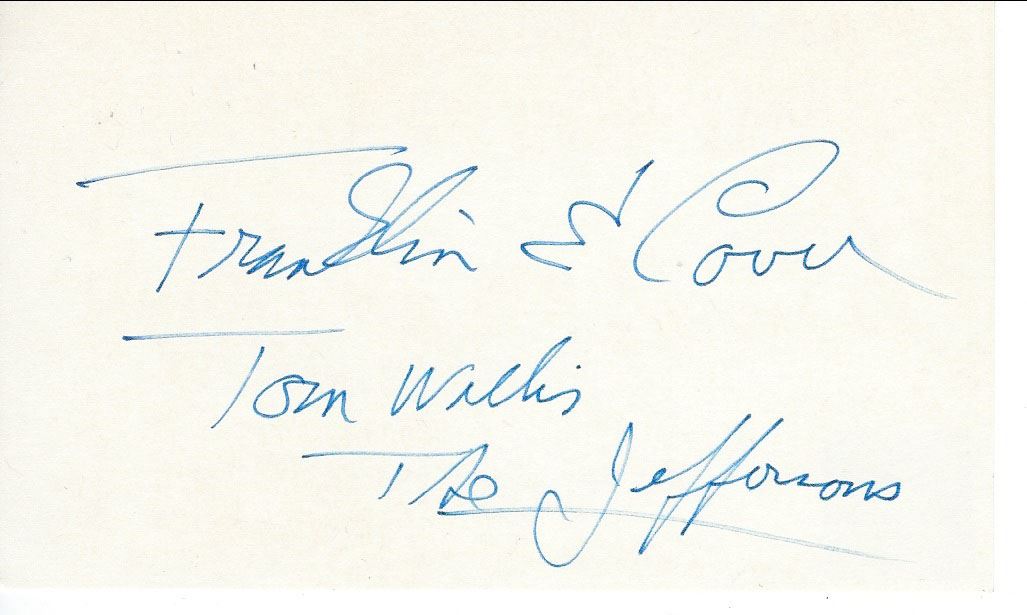 Franklin E Cover
Tom Willis
The Jeffersons